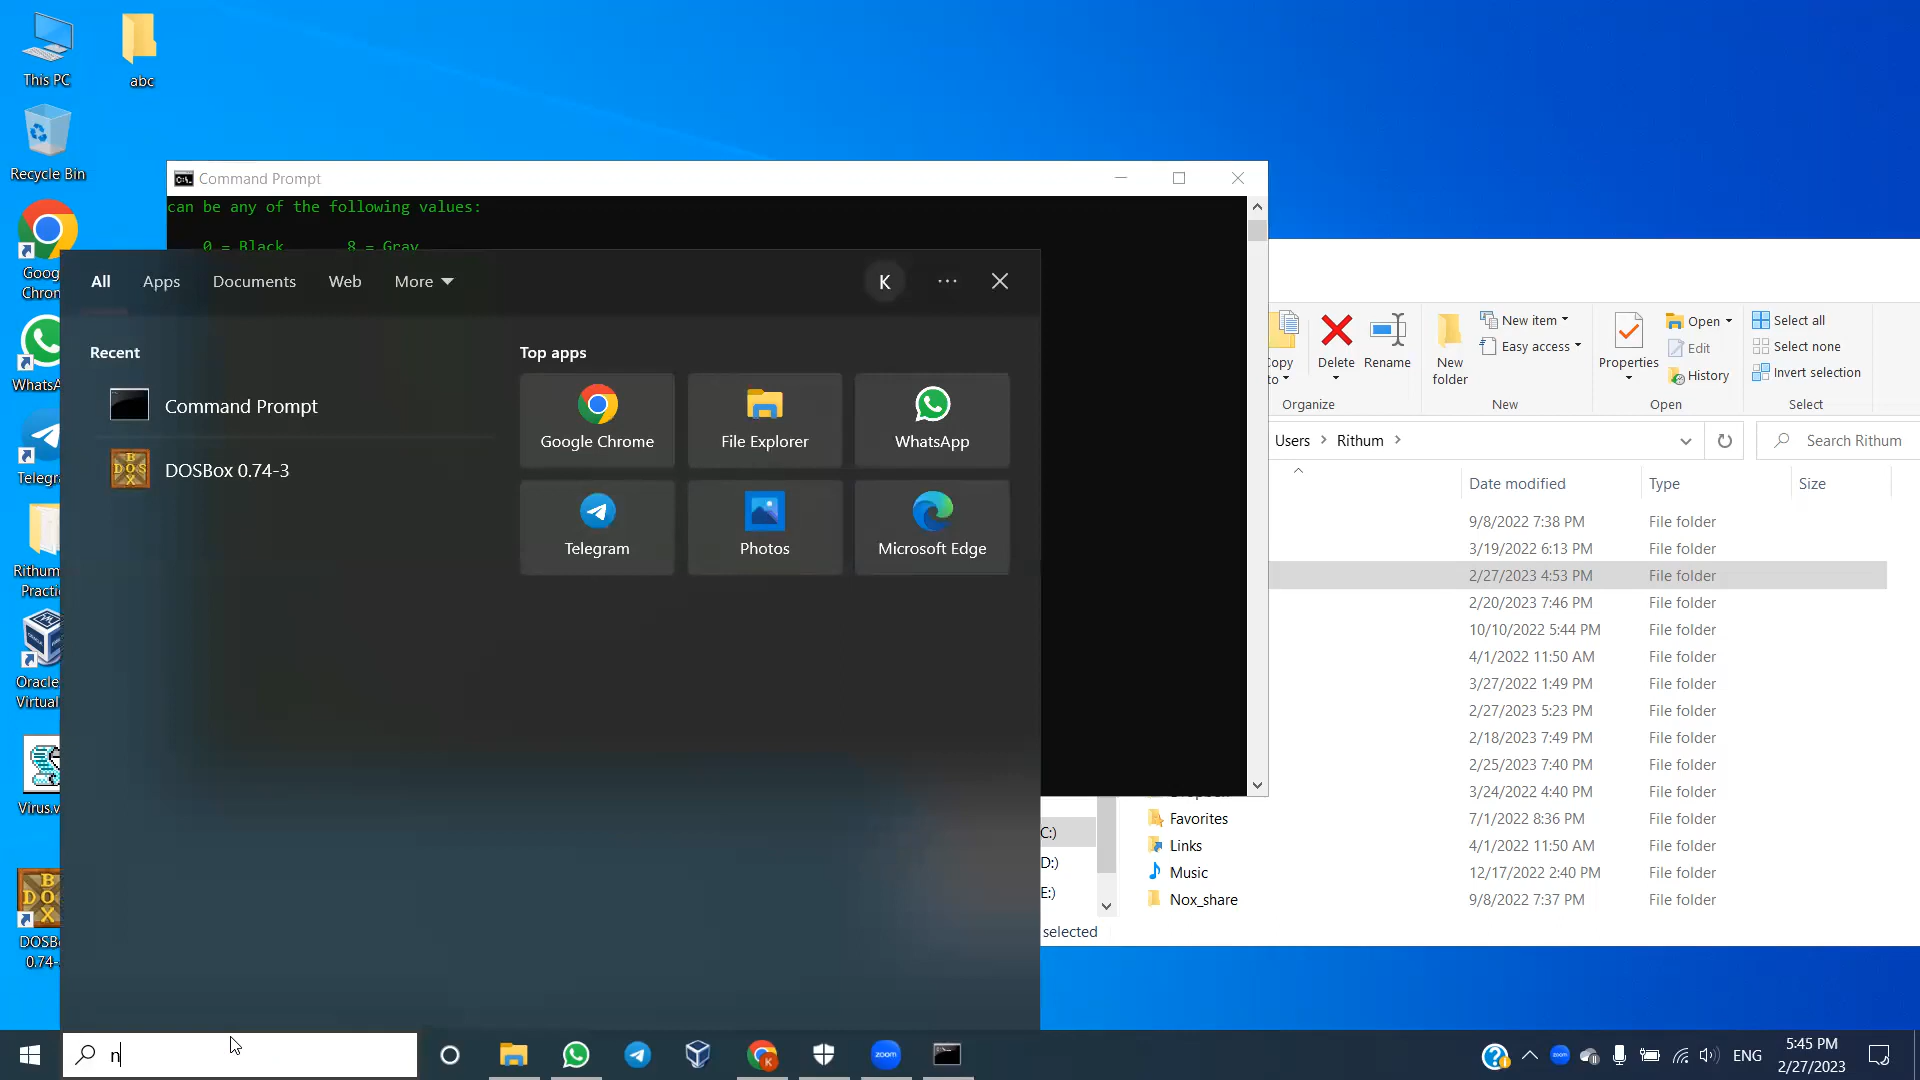 This PC
abc
Recycle Bin
Command Prompt
can be any of the following values:
0 = Black 8 = Gray
All Apps Documents Web More K
Recent
Command Prompt
DOSBox 0.74-3
Top apps
Google Chrome File Explorer WhatsApp
Telegram Photos Microsoft Edge
Goog
Chron
WhatsA
Telegra
Rithum
Practi
Oracle
Virtual
Virus.v
DOSB
0.74-
to
Delete Rename
New
folder
New item
Easy access
Properties
Open
Edit
History
Select all
Select none
Invert selection
Organize New Open Select
Users Rithum
Search Rithum
Date modified Type Size
9/8/2022 7:38 PM File folder
3/19/2022 6:13 PM File folder
2/27/2023 4:53 PM File folder
2/20/2023 7:46 PM File folder
10/10/2022 5:44 PM File folder
4/1/2022 11:50 AM File folder
3/27/2022 1:49 PM File folder
2/27/2023 5:23 PM File folder
2/18/2023 7:49 PM File folder
2/25/2023 7:40 PM File folder
3/24/2022 4:40 PM File folder
Favorites 7/1/2022 8:36 PM File folder
Links 4/1/2022 11:50 AM File folder
Music 12/17/2022 2:40 PM File folder
Nox_share 9/8/2022 7:37 PM File folder
C:)
D:)
E:)
selected
n
zoom
ENG
5:45 PM
2/27/2023